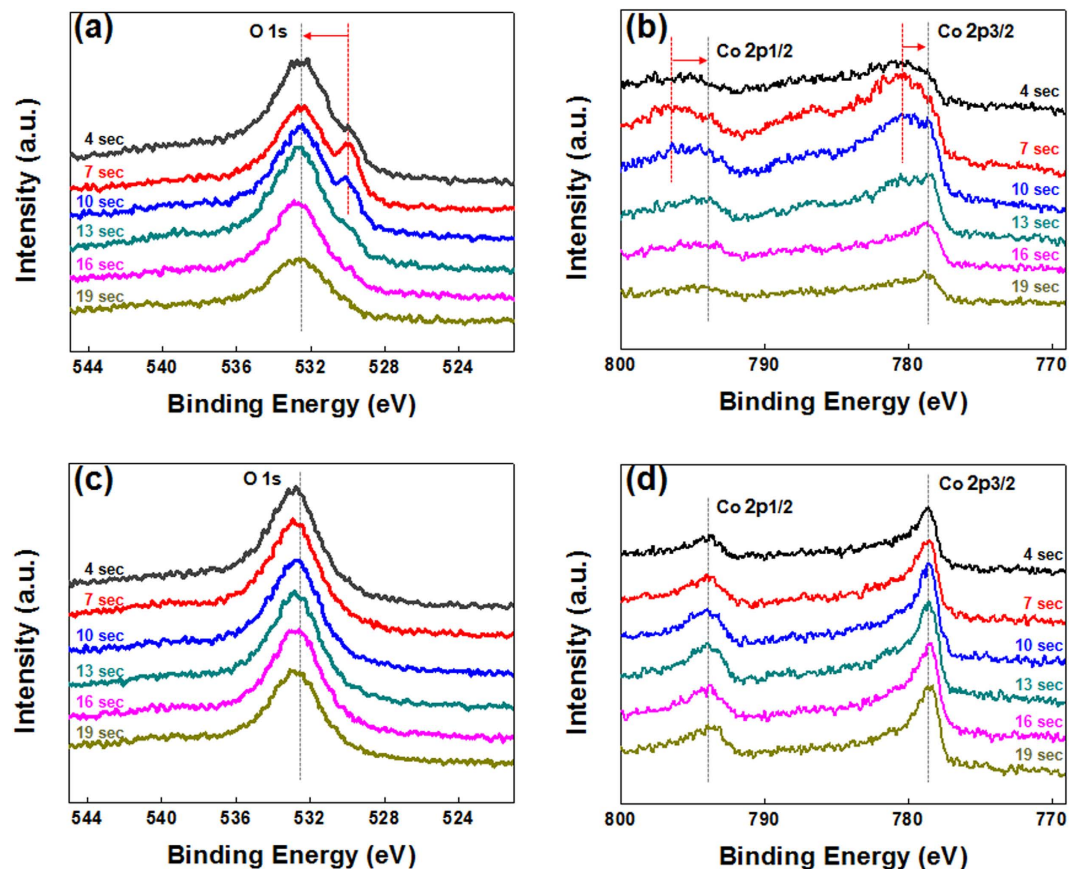 (a)
O 1s
4 sec
7 sec
10 sec
13 sec
16 sec
19 sec
544 540 536 532 528 524
Binding Energy (eV)
Intensity (a.u.)
(b)
Co 2p1/2
Co 2p3/2
4 sec
7 sec
10 sec
13 sec
16 sec
19 sec
800 790 780 770
Binding Energy (eV)
Intensity (a.u.)
(c)
O 1s
4 sec
7 sec
10 sec
13 sec
16 sec
19 sec
544 540 536 532 528 524
Binding Energy (eV)
Intensity (a.u.)
(d)
Co 2p1/2
Co 2p3/2
4 sec
7 sec
10 sec
13 sec
16 sec
19 sec
800 790 780 770
Binding Energy (eV)
Intensity (a.u.)